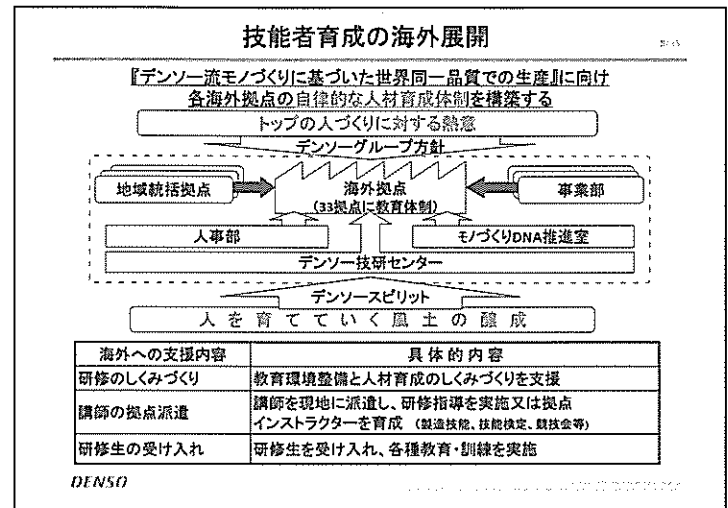 技能者育成の海外展開
『デンソー流モノづくりに基づいた世界同一品質での生産』に向け
各海外拠点の自律的な人材育成体制を構築する
トップの人づくりに対する熱意
デンソーグループ方針
地域統括拠点
海外拠点
(33拠点に教育体制)
事業部
人事部
モノづくりDNA推進室
デンソー技研センター
デンソースピリット
人を育てていく風土の醸成
海外への支援内容 具体的内容
研修のしくみづくり 教育環境整備と人材育成のしくみづくりを支援
講師の拠点派遣 講師を現地に派遣し、研修指導を実施又は拠点
インストラクターを育成 (製造技能、技能検定、競技会等)
研修生の受け入れ 研修生を受け入れ、各種教育・訓練を実施
DENSO